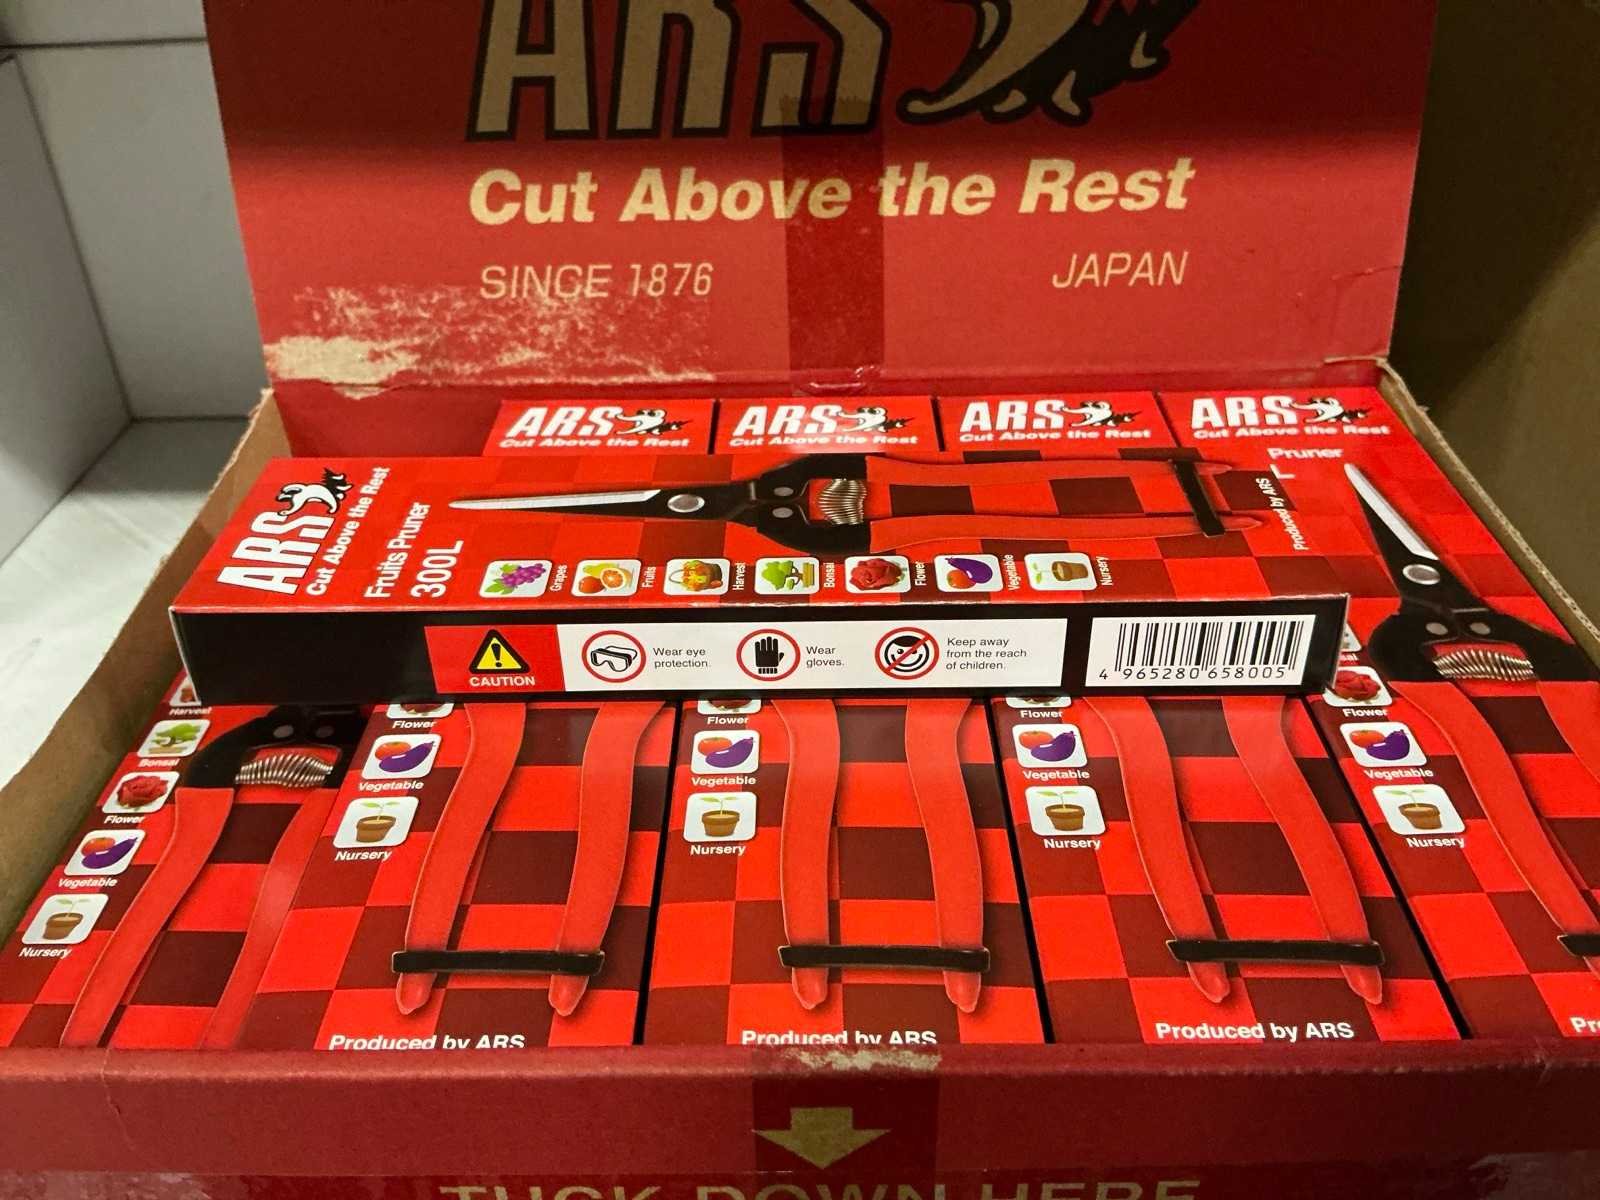 ARS
Cut Above the Rest
SINCE 1876
JAPAN
ARS
Cut Above the Rest
ARS
Cut Above the Rest
ARS
Cut Above the Rest
ARS
Cut Above the Rest
Pruner
L
ARS
Cut Above the Rest
Fruits Pruner
300L
Grapes
Fruits
Harvest
Bonsai
Flower
Vegetable
Nursery
Produced by ARS
CAUTION
Wear eye
protection.
Wear
gloves.
Keep away
from the reach
of children.
4 965280 658005
Harvest
Bonsai
Flower
Vegetable
Nursery
Flower
Vegetable
Nursery
Produced by ARS
Flower
Vegetable
Nursery
Produced by ARS
Flower
Vegetable
Nursery
Produced by ARS
Flower
Vegetable
Nursery
TUCK DOWN HERE